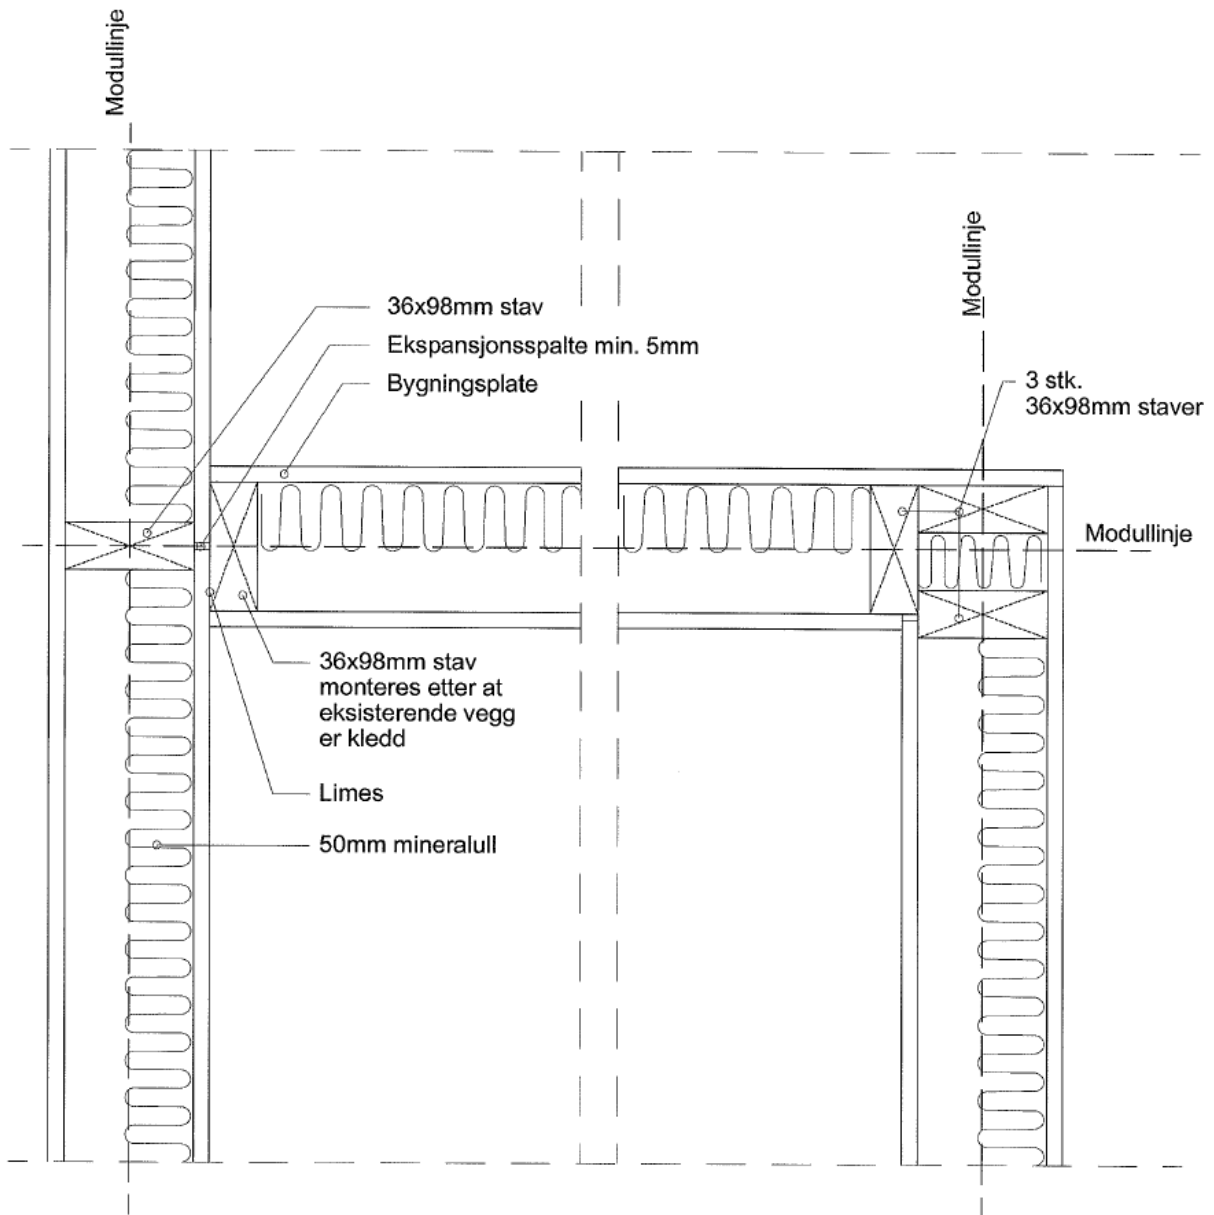 Modullinje
Modullinje
36x98mm stav
Ekspansjonsspalte min. 5mm
Bygningsplate
3 stk.
36x98mm staver
Modullinje
36x98mm stav
monteres etter at
eksisterende vegg
er kledd
Limes
50mm mineralull